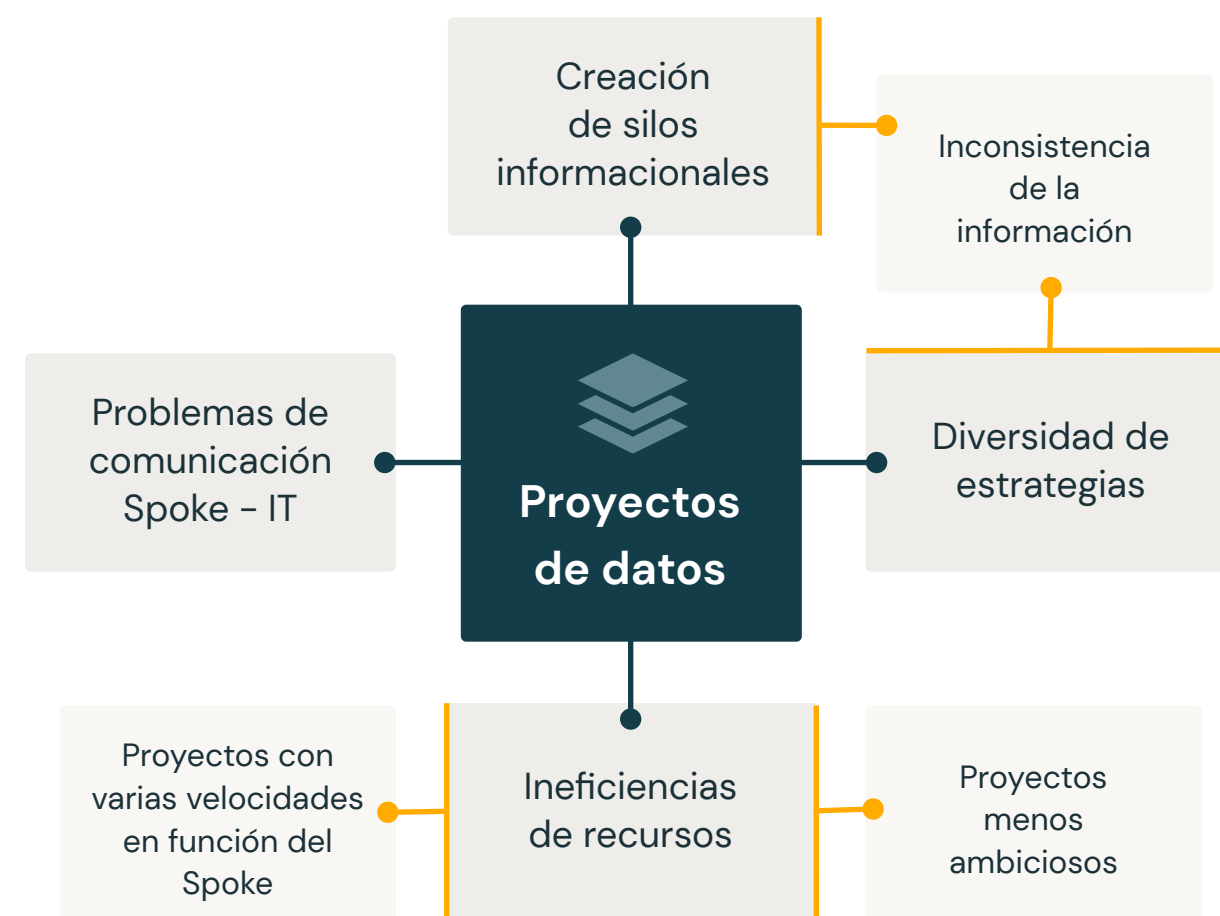 Creación
de silos
informacionales
Inconsistencia
de la
información
Problemas de
comunicación
Spoke - IT
Proyectos
de datos
Diversidad de
estrategias
Proyectos con
varias velocidades
en función del
Spoke
Ineficiencias
de recursos
Proyectos
menos
ambiciosos